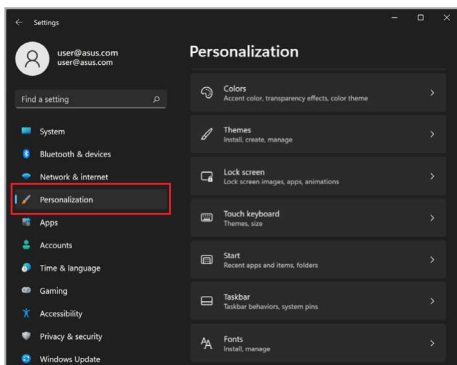 Settings
user@asus.com
user@asus.com
Find a setting
System
Bluetooth & devices
Network & internet
Personalization
Apps
Accounts
Time & language
Gaming
Accessibility
Privacy & security
Windows Update
Personalization
Colors
Accent color, transparency effects, color theme
Themes
Install, create, manage
Lock screen
Lock screen images, apps, animations
Touch keyboard
Themes, size
Start
Recent apps and items, folders
Taskbar
Taskbar behaviors, system pins
Fonts
Install, manage